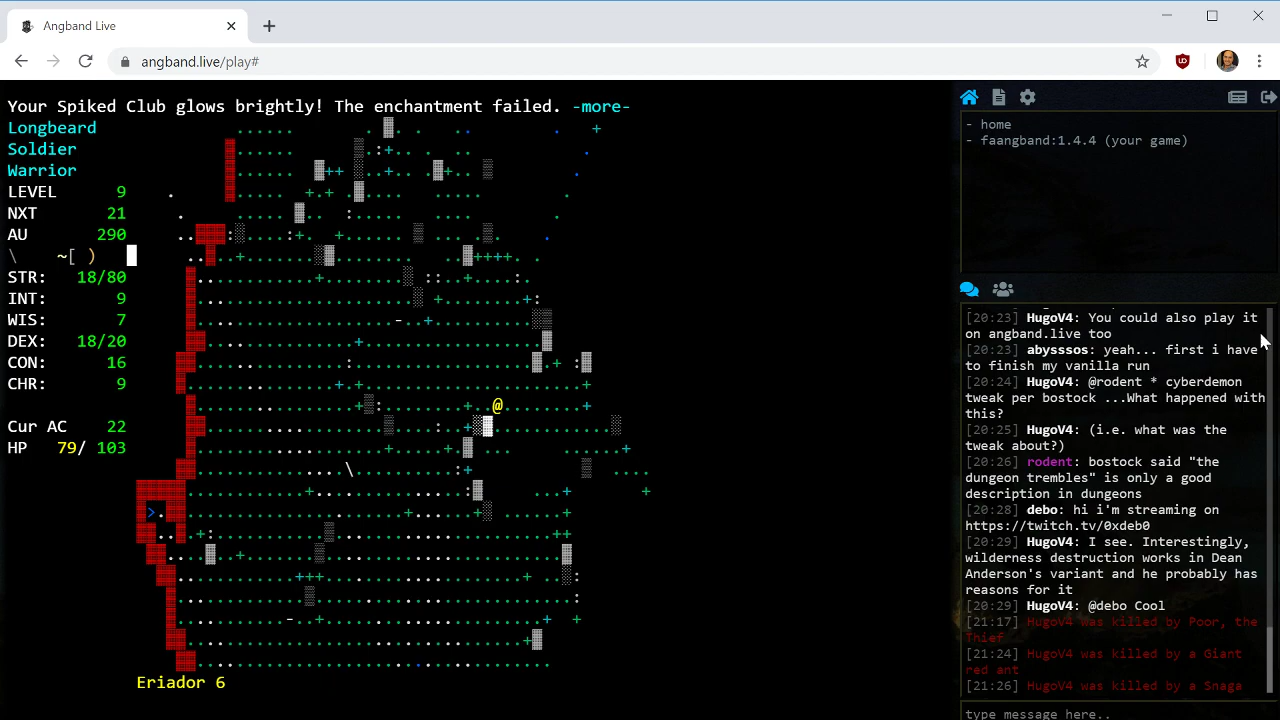 Angband Live
angband.live/play#
Your Spiked Club glows brightly! The enchantment failed. -more-
Longbeard
Soldier
Warrior
LEVEL 9
NXT 21
AU 290
\ ~[ )
STR: 18/80
INT: 9
WIS: 7
DEX: 18/20
CON: 16
CHR: 9
Cur AC 22
HP 79/ 103
@
>
Eriador 6
- home
- faangband:1.4.4 (your game)
[20:23] HugoV4: You could also play it
on angband.live too
[20:23] abysssos: yeah... first i have
to finish my vanilla run
[20:24] HugoV4: @rodent * cyberdemon
tweak per bostock ...What happened with
this?
[20:25] HugoV4: (i.e. what was the
tweak about?)
[20:26] rodent: bostock said "the
dungeon trembles" is only a good
description in dungeons
[20:28] debo: hi i'm streaming on
https://twitch.tv/0xdeb0
[20:29] HugoV4: I see. Interestingly,
wilderness destruction works in Dean
Anderson's variant and he probably has
reasons for it
[20:29] HugoV4: @debo Cool
[21:17] HugoV4 was killed by Poor, the
Thief
[21:24] HugoV4 was killed by a Giant
red ant
[21:26] HugoV4 was killed by a Snaga
type message here..